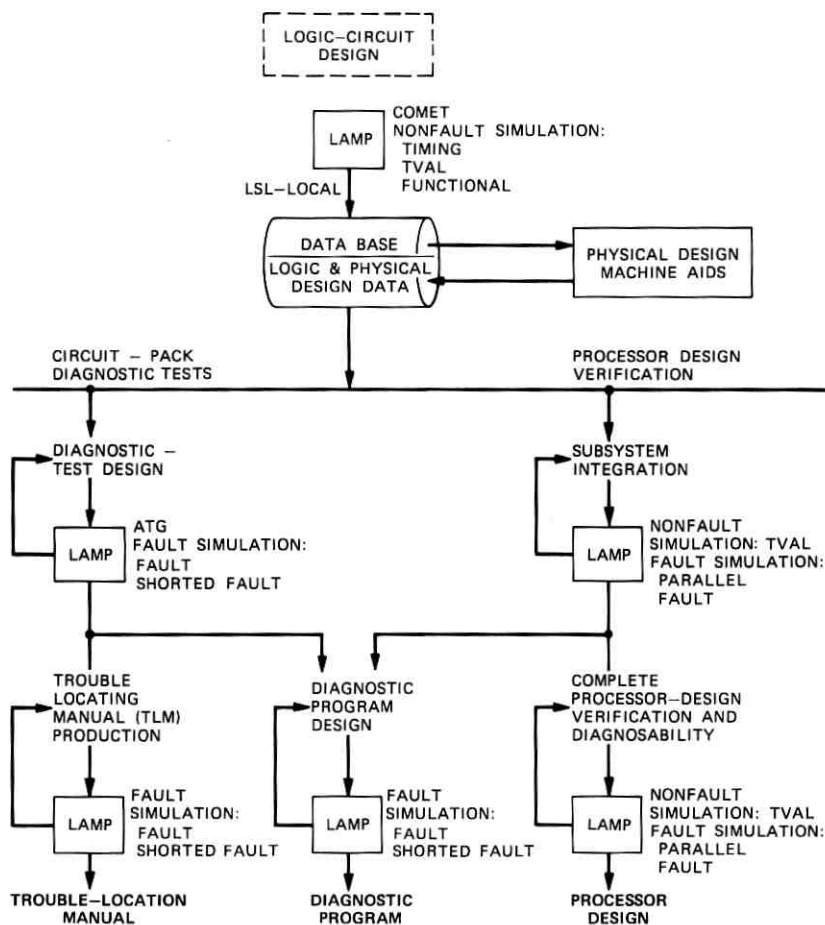 LOGIC–CIRCUIT
DESIGN
LAMP
COMET
NONFAULT SIMULATION:
TIMING
TVAL
FUNCTIONAL
LSL–LOCAL
DATA BASE
LOGIC & PHYSICAL
DESIGN DATA
PHYSICAL DESIGN
MACHINE AIDS
CIRCUIT – PACK
DIAGNOSTIC TESTS
PROCESSOR DESIGN
VERIFICATION
DIAGNOSTIC –
TEST DESIGN
SUBSYSTEM
INTEGRATION
LAMP
ATG
FAULT SIMULATION:
FAULT
SHORTED FAULT
LAMP
NONFAULT
SIMULATION: TVAL
FAULT SIMULATION:
PARALLEL
FAULT
TROUBLE
LOCATING
MANUAL (TLM)
PRODUCTION
DIAGNOSTIC
PROGRAM
DESIGN
COMPLETE
PROCESSOR–DESIGN
VERIFICATION AND
DIAGNOSABILITY
LAMP
FAULT
SIMULATION:
FAULT
SHORTED FAULT
LAMP
FAULT
SIMULATION:
FAULT
SHORTED FAULT
LAMP
NONFAULT
SIMULATION: TVAL
FAULT SIMULATION:
PARALLEL
FAULT
TROUBLE–LOCATION
MANUAL
DIAGNOSTIC
PROGRAM
PROCESSOR
DESIGN